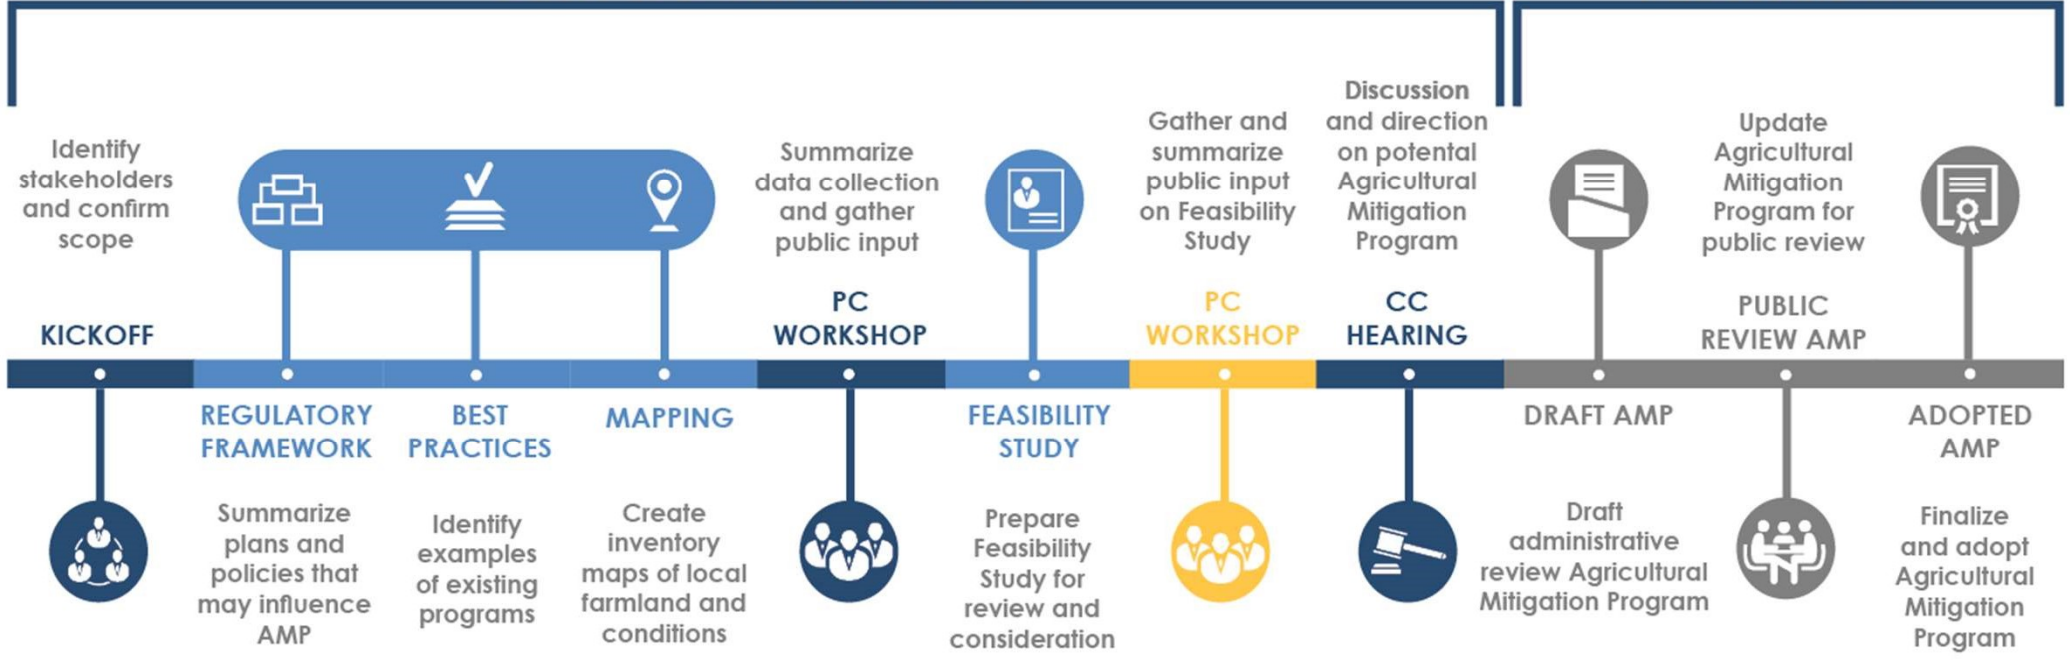 Identify
stakeholders
and confirm
scope
KICKOFF
REGULATORY
FRAMEWORK
Summarize
plans and
policies that
may influence
AMP
BEST
PRACTICES
Identify
examples
of existing
programs
MAPPING
Create
inventory
maps of local
farmland and
conditions
Summarize
data collection
and gather
public input
PC
WORKSHOP
FEASIBILITY
STUDY
Prepare
Feasibility
Study for
review and
consideration
Gather and
summarize
public input
on Feasibility
Study
PC
WORKSHOP
Discussion
and direction
on potental
Agricultural
Mitigation
Program
CC
HEARING
DRAFT AMP
Draft
administrative
review Agricultural
Mitigation Program
Update
Agricultural
Mitigation
Program for
public review
PUBLIC
REVIEW AMP
ADOPTED
AMP
Finalize
and adopt
Agricultural
Mitigation
Program